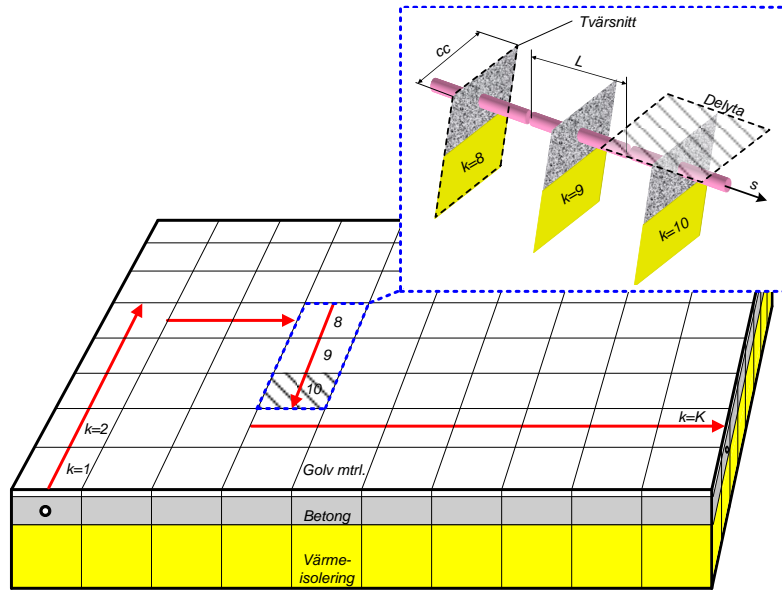 Tvärsnitt
cc
L
Delyta
k=8
k=9
k=10
s
8
9
10
k=2
k=1
k=K
Golv mtrl.
Betong
Värme-
isolering